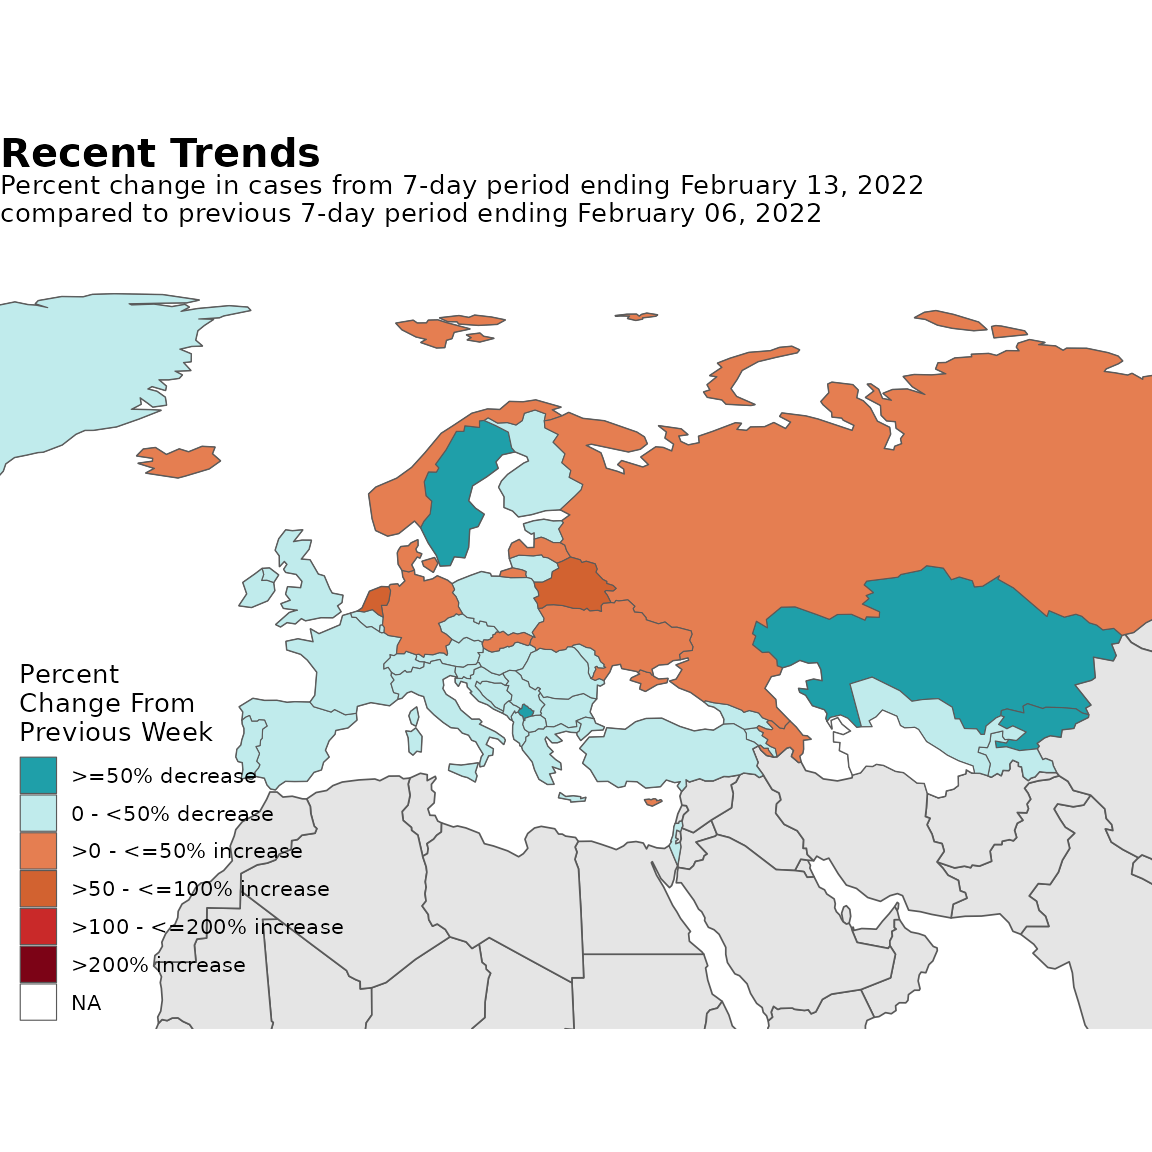 Recent Trends
Percent change in cases from 7-day period ending February 13, 2022
compared to previous 7-day period ending February 06, 2022
Percent
Change From
Previous Week
>=50% decrease
0 - <50% decrease
>0 - <=50% increase
>50 - <=100% increase
>100 - <=200% increase
>200% increase
NA